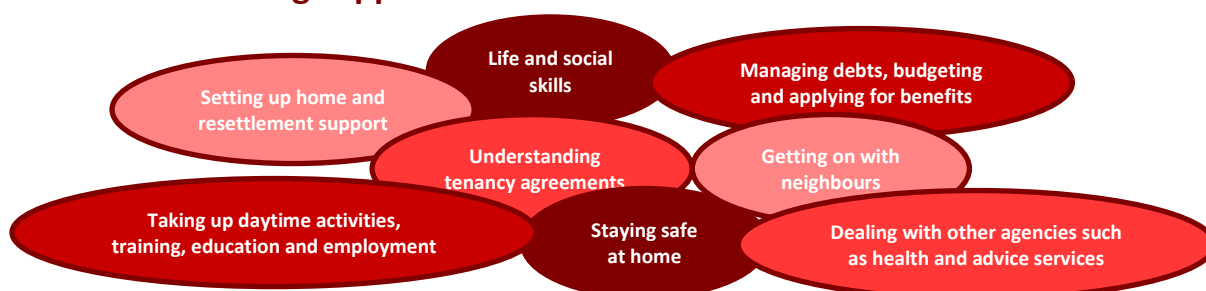 Life and social
skills
Managing debts, budgeting
and applying for benefits
Setting up home and
resettlement support
Understanding
tenancy agreements
Getting on with
neighbours
Taking up daytime activities,
training, education and employment
Staying safe
at home
Dealing with other agencies such
as health and advice services